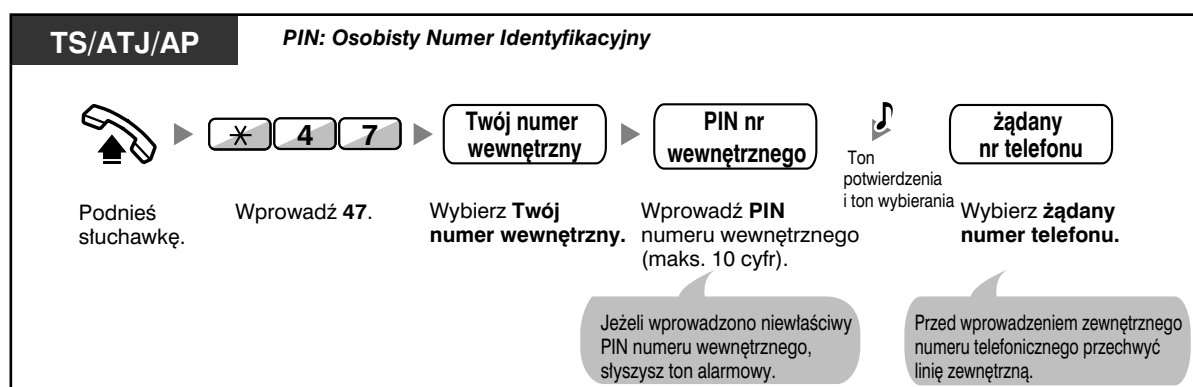 TS/ATJ/AP
PIN: Osobisty Numer Identyfikacyjny
Podnieś
słuchawkę.
* 4 7
Wprowadź 47.
Twój numer
wewnętrzny
Wybierz Twój
numer wewnętrzny.
PIN nr
wewnętrznego
Wprowadź PIN
numeru wewnętrznego
(maks. 10 cyfr).
Jeżeli wprowadzono niewłaściwy
PIN numeru wewnętrznego,
słyszysz ton alarmowy.
Ton
potwierdzenia
i ton wybierania
żądany
nr telefonu
Wybierz żądany
numer telefonu.
Przed wprowadzeniem zewnętrznego
numeru telefonicznego przechwyć
linię zewnętrzną.